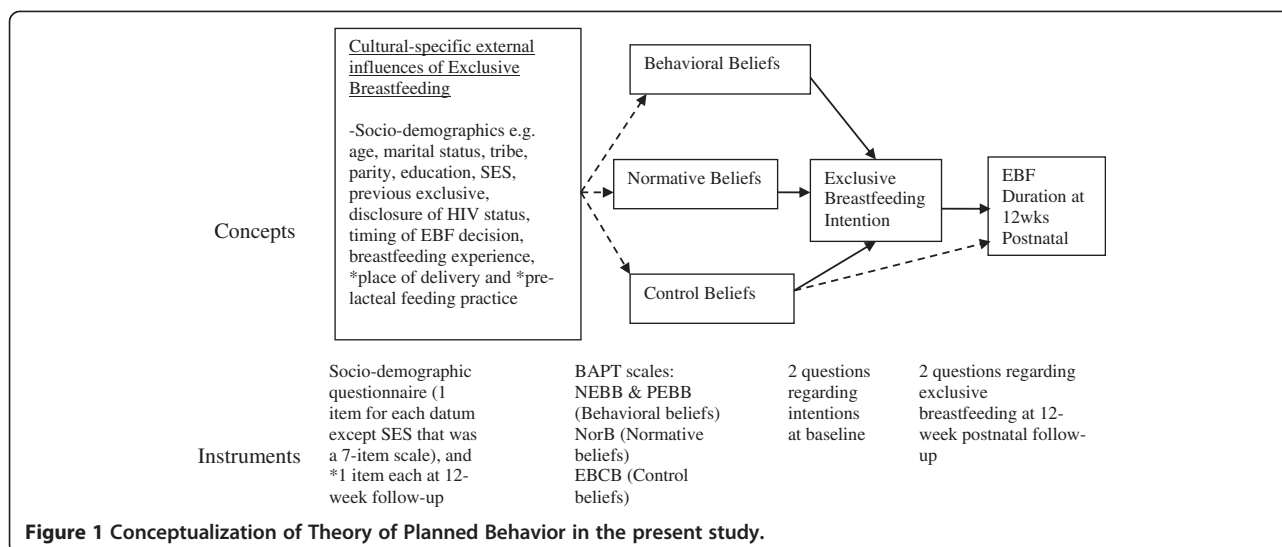 Cultural-specific external
influences of Exclusive
Breastfeeding
-Socio-demographics e.g.
age, marital status, tribe,
parity, education, SES,
previous exclusive,
disclosure of HIV status,
timing of EBF decision,
breastfeeding experience,
*place of delivery and *pre-
lacteal feeding practice
Behavioral Beliefs
Normative Beliefs
Control Beliefs
Exclusive
Breastfeeding
Intention
EBF
Duration at
12wks
Postnatal
Concepts
Instruments
Socio-demographic
questionnaire (1
item for each datum
except SES that was
a 7-item scale), and
*1 item each at 12-
week follow-up
BAPT scales:
NEBB & PEBB
(Behavioral beliefs)
NorB (Normative
beliefs)
EBCB (Control
beliefs)
2 questions
regarding
intentions
at baseline
2 questions regarding
exclusive
breastfeeding at 12-
week postnatal follow-
up
Figure 1 Conceptualization of Theory of Planned Behavior in the present study.